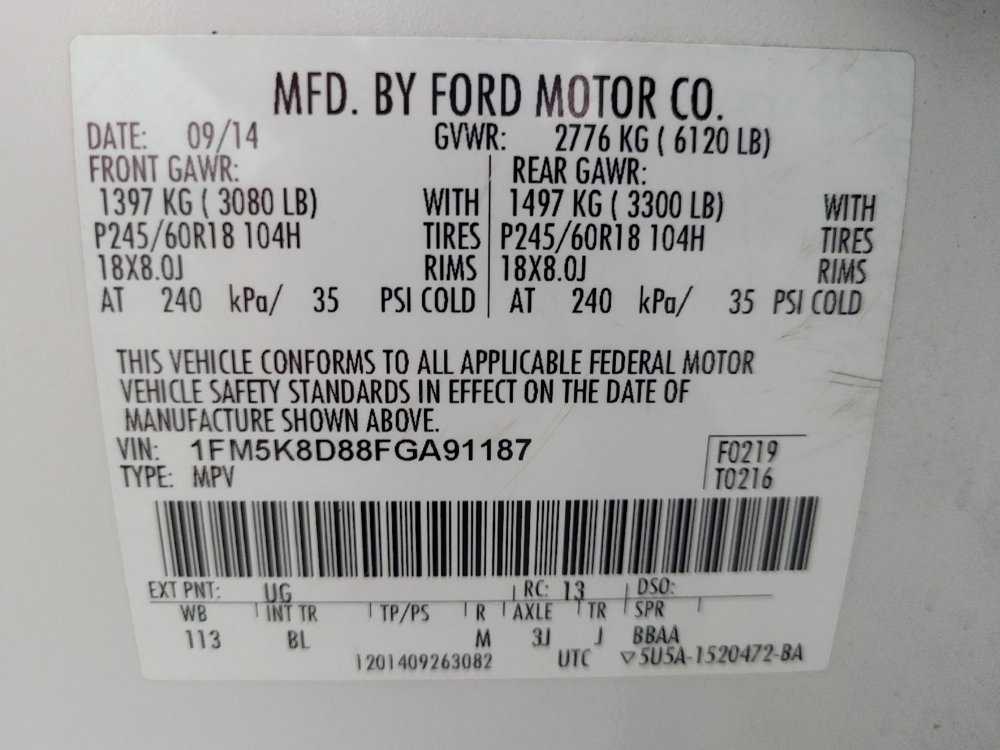 MFD. BY FORD MOTOR CO.
DATE: 09/14 GVWR: 2776 KG ( 6120 LB)
FRONT GAWR: REAR GAWR:
1397 KG ( 3080 LB) WITH 1497 KG ( 3300 LB) WITH
P245/60R18 104H TIRES P245/60R18 104H TIRES
18X8.0J RIMS 18X8.0J RIMS
AT 240 kPa/ 35 PSI COLD AT 240 kPa/ 35 PSI COLD
THIS VEHICLE CONFORMS TO ALL APPLICABLE FEDERAL MOTOR
VEHICLE SAFETY STANDARDS IN EFFECT ON THE DATE OF
MANUFACTURE SHOWN ABOVE.
VIN: 1FM5K8D88FGA91187 F0219
TYPE: MPV T0216
EXT PNT: UG RC: 13 DSO:
WB INT TR TP/PS R AXLE TR SPR
113 BL M 3J J BBAA
1201409263082 UTC ▽5U5A-1520472-BA